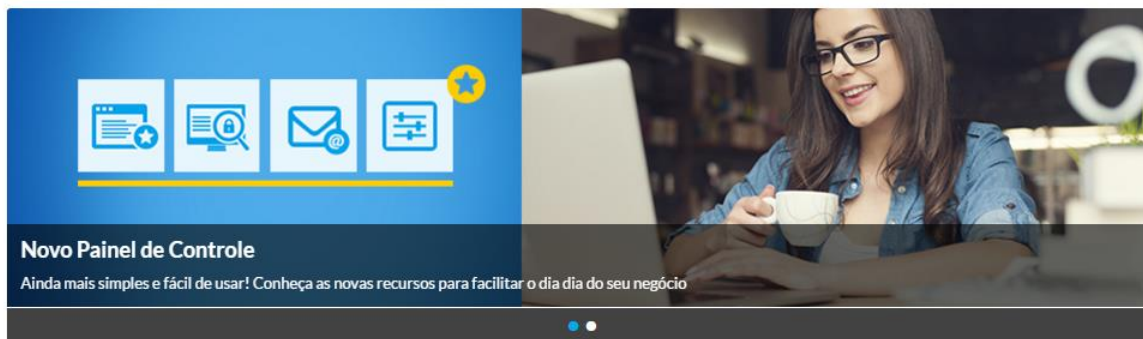 Novo Painel de Controle
Ainda mais simples e fácil de usar! Conheça as novas recursos para facilitar o dia dia do seu negócio
@